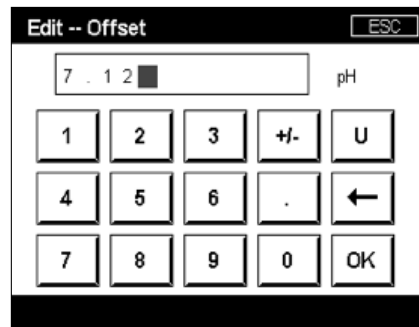 Edit -- Offset ESC
7 . 1 2 pH
1 2 3 +/- U
4 5 6 . ←
7 8 9 0 OK